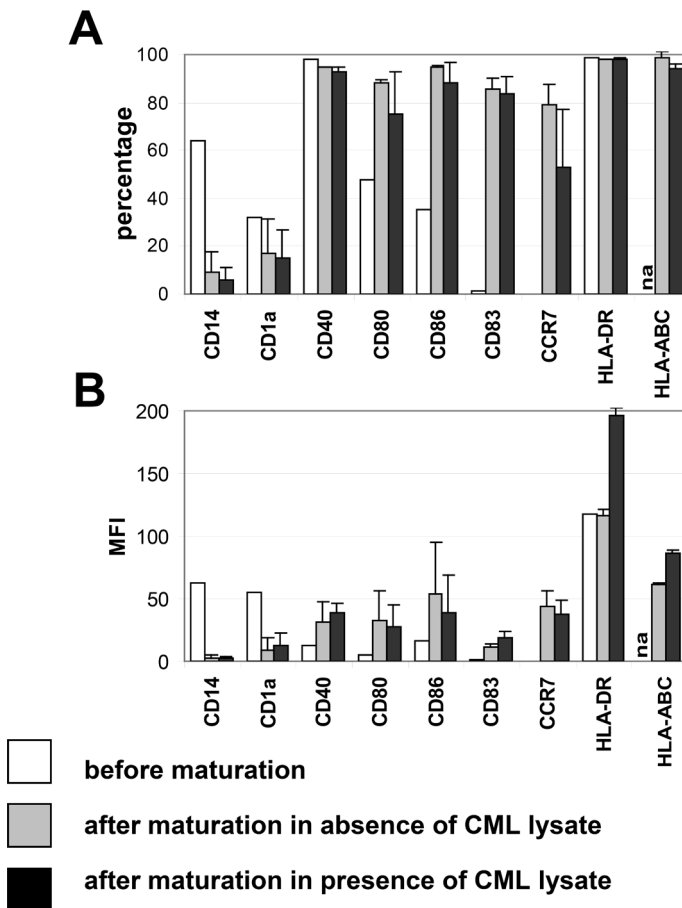 A
percentage
100
80
60
40
20
0
na
CD14 CD1a CD40 CD80 CD86 CD83 CCR7 HLA-DR HLA-ABC
B
MFI
200
150
100
50
0
na
CD14 CD1a CD40 CD80 CD86 CD83 CCR7 HLA-DR HLA-ABC
before maturation
after maturation in absence of CML lysate
after maturation in presence of CML lysate